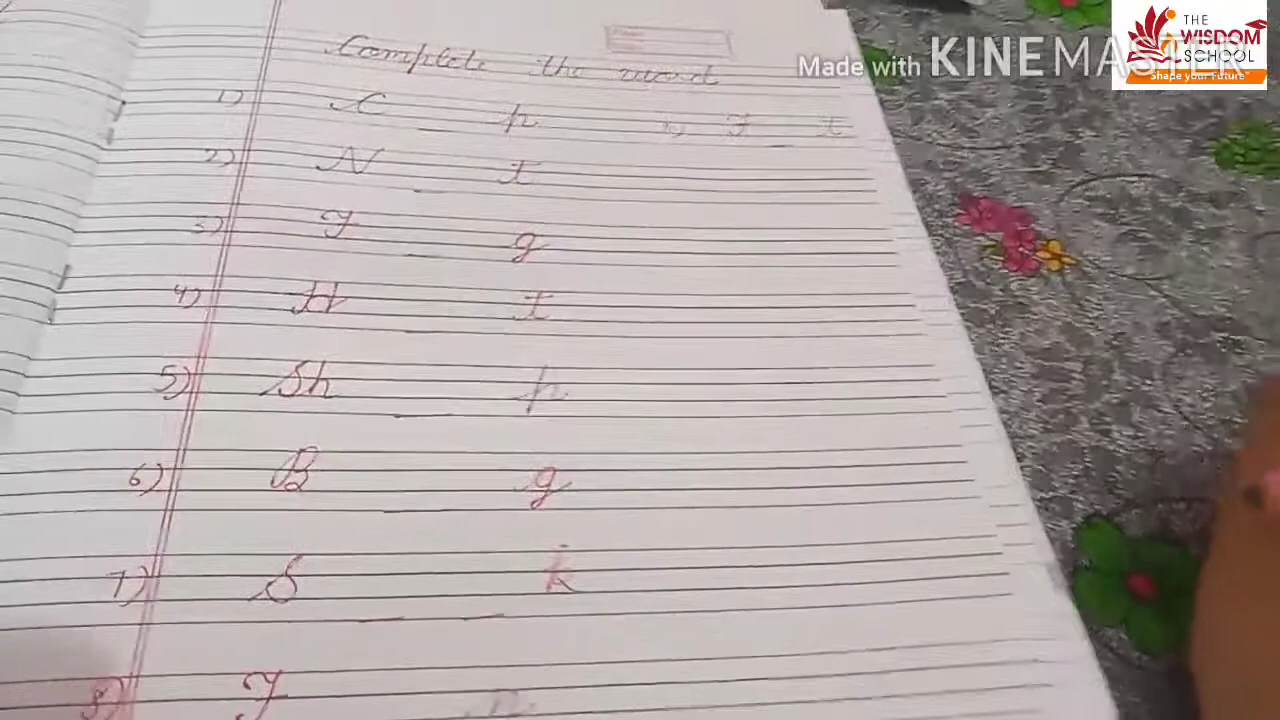 Complete the word
1) C _ p
2) N _ t
3) J _ g
4) H _ t
5) Sh _ p
6) B _ g
7) S _ _ k
8) J
Made with KINEMASTER
THE WISDOM SCHOOL
"Shape your Future"